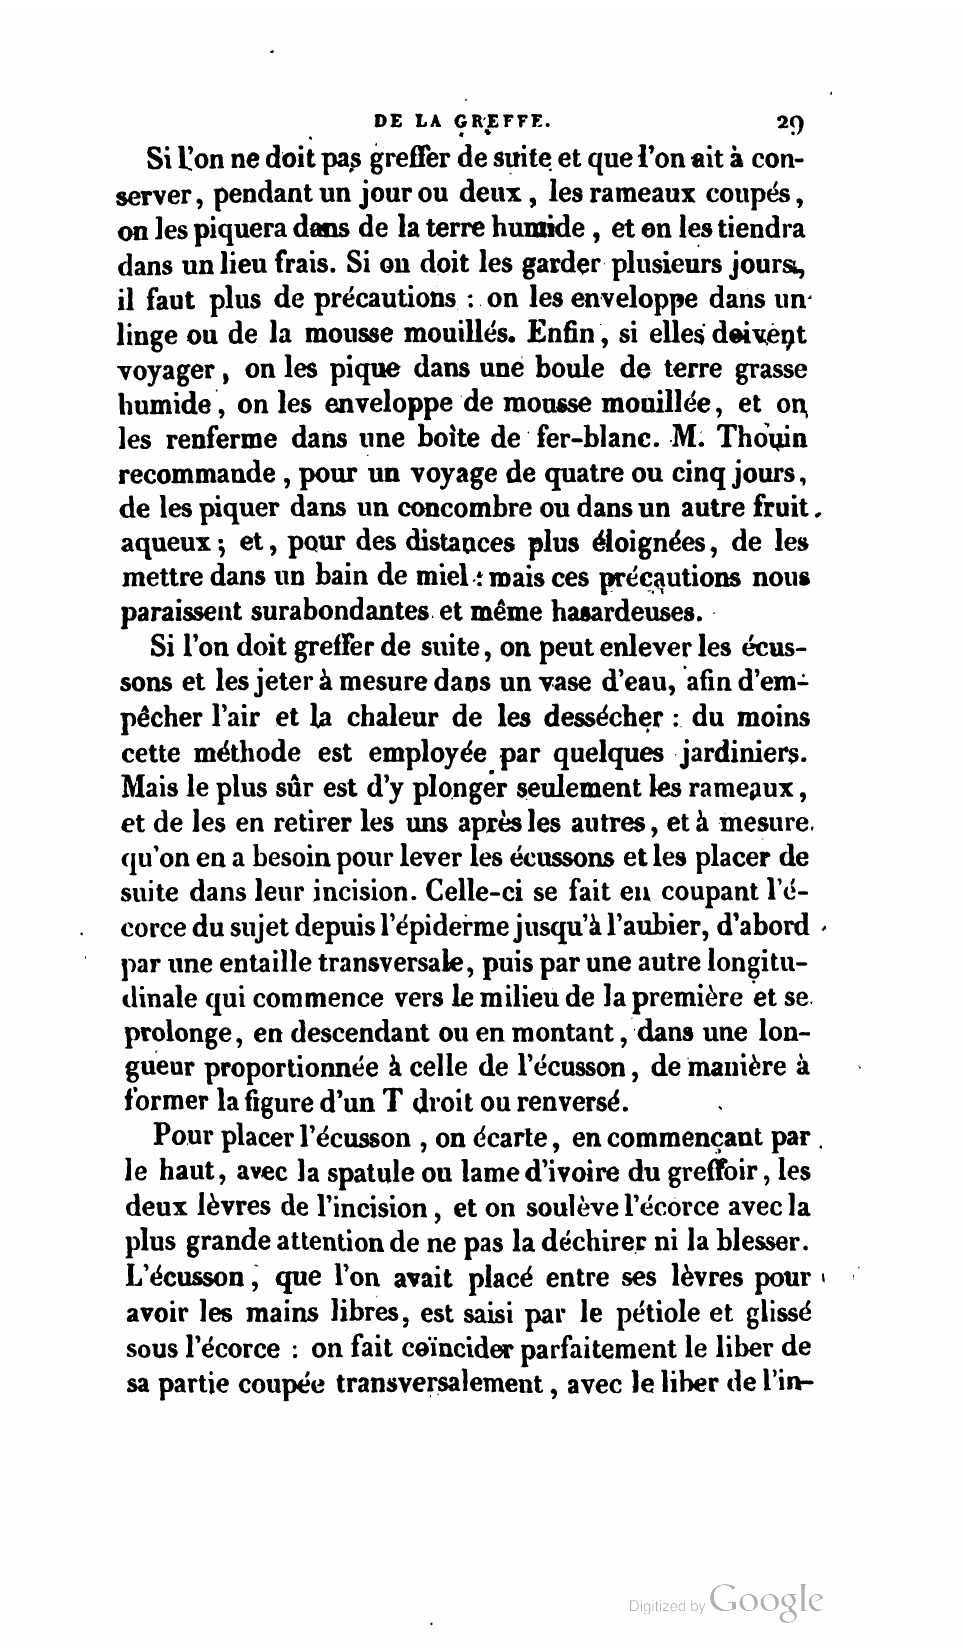 DE LA GREFFE. 29
Si l'on ne doit pas greffer de suite et que l'on ait à con-
server, pendant un jour ou deux, les rameaux coupés,
on les piquera dans de la terre humide, et on les tiendra
dans un lieu frais. Si on doit les garder plusieurs jours,
il faut plus de précautions : on les enveloppe dans un
linge ou de la mousse mouillés. Enfin, si elles doivent
voyager, on les pique dans une boule de terre grasse
humide, on les enveloppe de mousse mouillée, et on
les renferme dans une boîte de fer-blanc. M. Thouin
recommande, pour un voyage de quatre ou cinq jours,
de les piquer dans un concombre ou dans un autre fruit
aqueux; et, pour des distances plus éloignées, de les
mettre dans un bain de miel : mais ces précautions nous
paraissent surabondantes et même hasardeuses.
Si l'on doit greffer de suite, on peut enlever les écus-
sons et les jeter à mesure dans un vase d'eau, afin d'em-
pêcher l'air et la chaleur de les dessécher : du moins
cette méthode est employée par quelques jardiniers.
Mais le plus sûr est d'y plonger seulement les rameaux,
et de les en retirer les uns après les autres, et à mesure
qu'on en a besoin pour lever les écussons et les placer de
suite dans leur incision. Celle-ci se fait en coupant l'é-
corce du sujet depuis l'épiderme jusqu'à l'aubier, d'abord
par une entaille transversale, puis par une autre longitu-
dinale qui commence vers le milieu de la première et se
prolonge, en descendant ou en montant, dans une lon-
gueur proportionnée à celle de l'écusson, de manière à
former la figure d'un T droit ou renversé.
Pour placer l'écusson, on écarte, en commençant par
le haut, avec la spatule ou lame d'ivoire du greffoir, les
deux lèvres de l'incision, et on soulève l'écorce avec la
plus grande attention de ne pas la déchirer ni la blesser.
L'écusson, que l'on avait placé entre ses lèvres pour
avoir les mains libres, est saisi par le pétiole et glissé
sous l'écorce : on fait coïncider parfaitement le liber de
sa partie coupée transversalement, avec le liber de l'in-
Digitized by Google